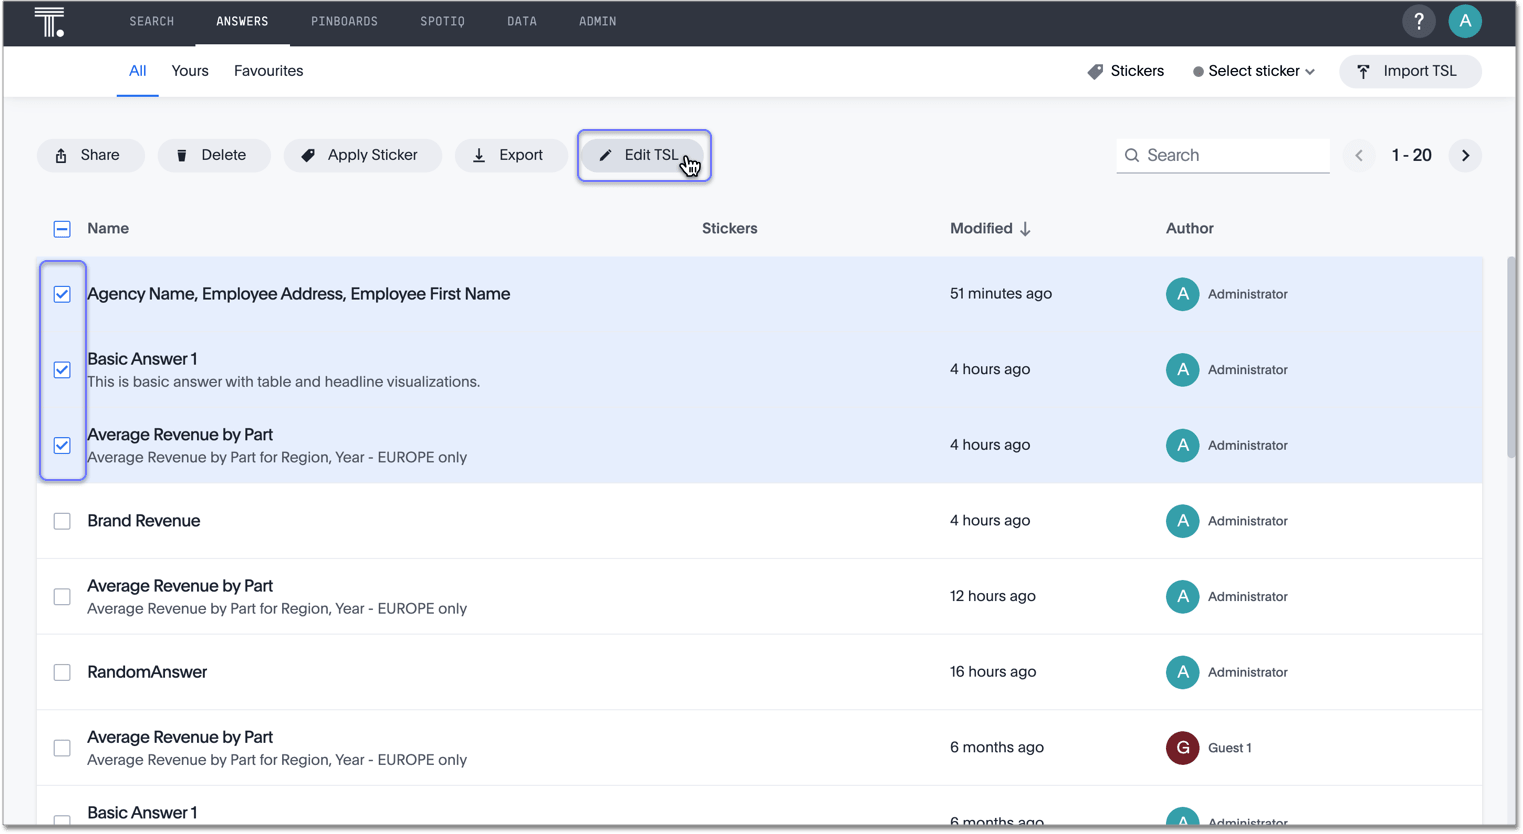 SEARCH ANSWERS PINBOARDS SPOTIQ DATA ADMIN ? A
All Yours Favourites Stickers Select sticker Import TSL
Share Delete Apply Sticker Export Edit TSL Search 1 - 20
Name Stickers Modified Author
Agency Name, Employee Address, Employee First Name 51 minutes ago A Administrator
Basic Answer 1
This is basic answer with table and headline visualizations.
4 hours ago A Administrator
Average Revenue by Part
Average Revenue by Part for Region, Year - EUROPE only
4 hours ago A Administrator
Brand Revenue 4 hours ago A Administrator
Average Revenue by Part
Average Revenue by Part for Region, Year - EUROPE only
12 hours ago A Administrator
RandomAnswer 16 hours ago A Administrator
Average Revenue by Part
Average Revenue by Part for Region, Year - EUROPE only
6 months ago G Guest 1
Basic Answer 1
6 months ago A Administrator